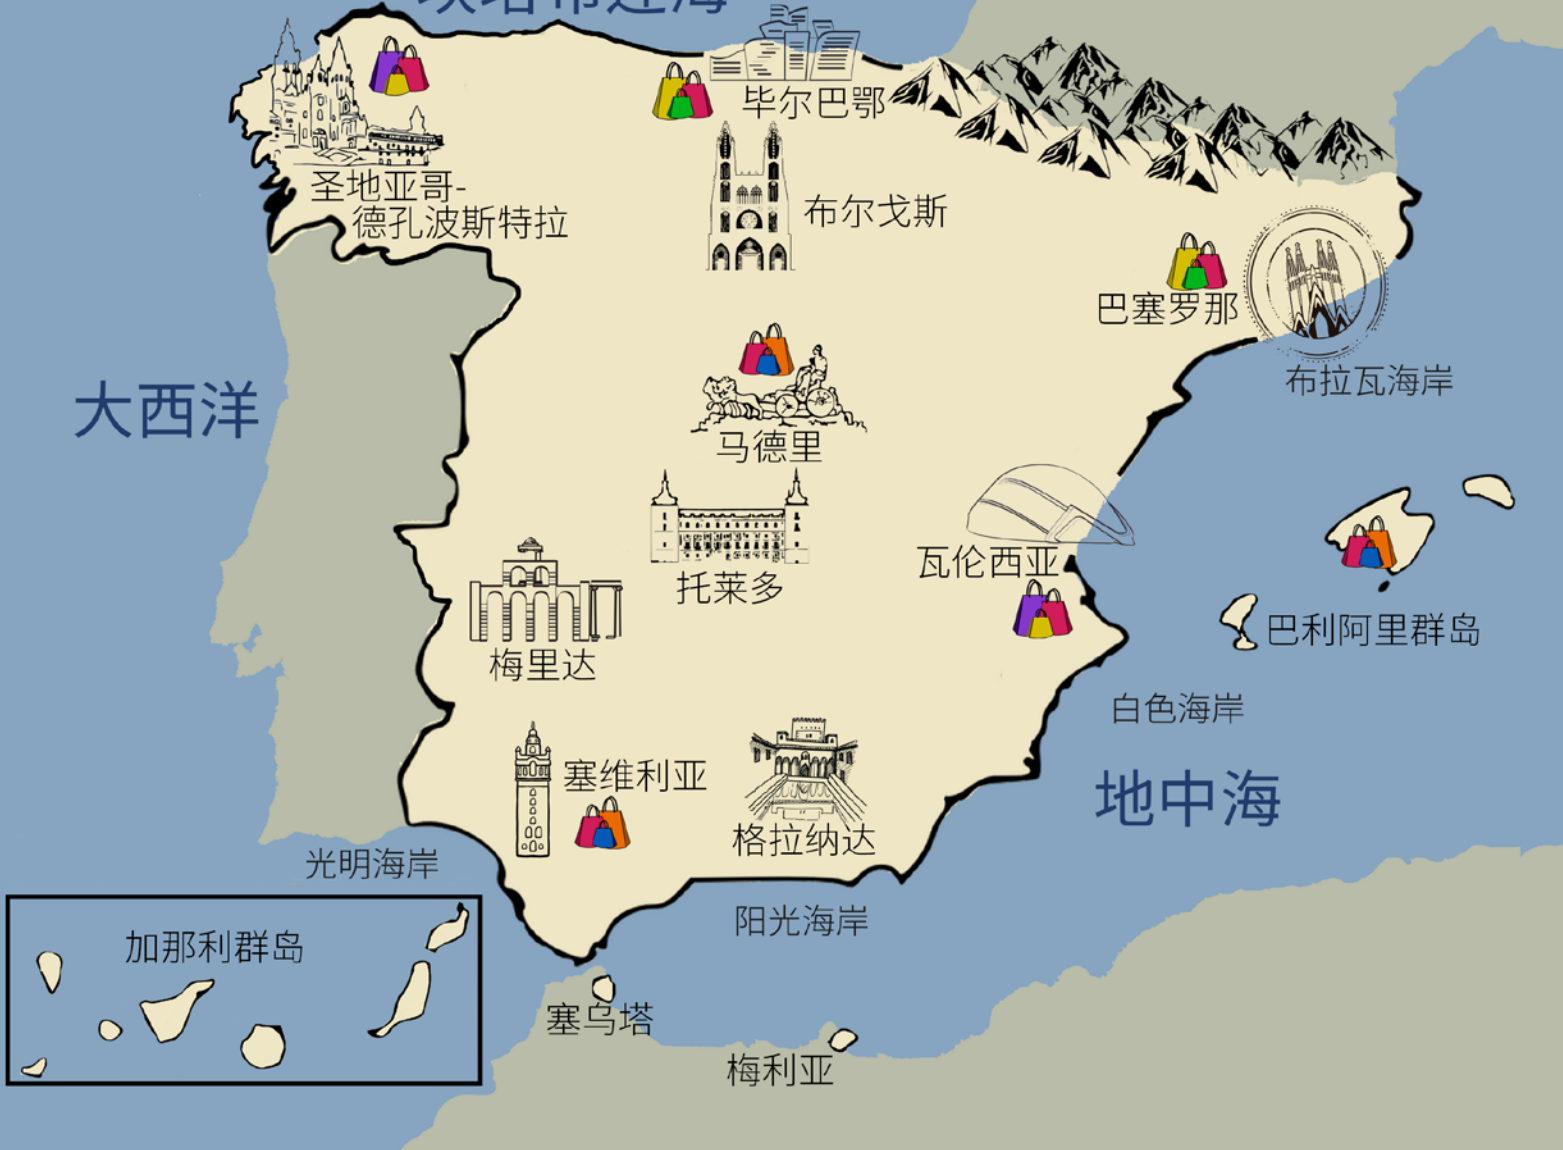 毕尔巴鄂
圣地亚哥-
德孔波斯特拉
布尔戈斯
巴塞罗那
布拉瓦海岸
大西洋
马德里
瓦伦西亚
托莱多
巴利阿里群岛
梅里达
白色海岸
塞维利亚
地中海
格拉纳达
光明海岸
阳光海岸
加那利群岛
塞乌塔
梅利亚